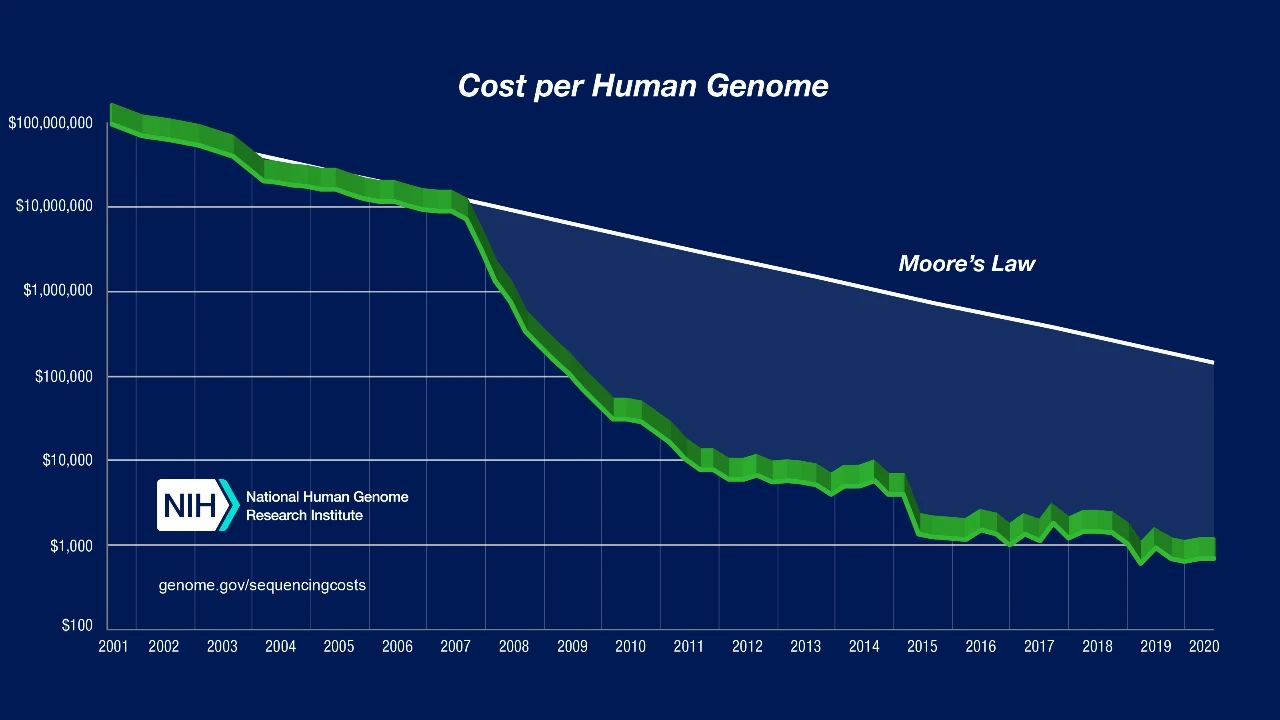 Cost per Human Genome
$100,000,000
$10,000,000
$1,000,000
$100,000
$10,000
$1,000
$100
Moore's Law
NIH National Human Genome
Research Institute
genome.gov/sequencingcosts
2001 2002 2003 2004 2005 2006 2007 2008 2009 2010 2011 2012 2013 2014 2015 2016 2017 2018 2019 2020